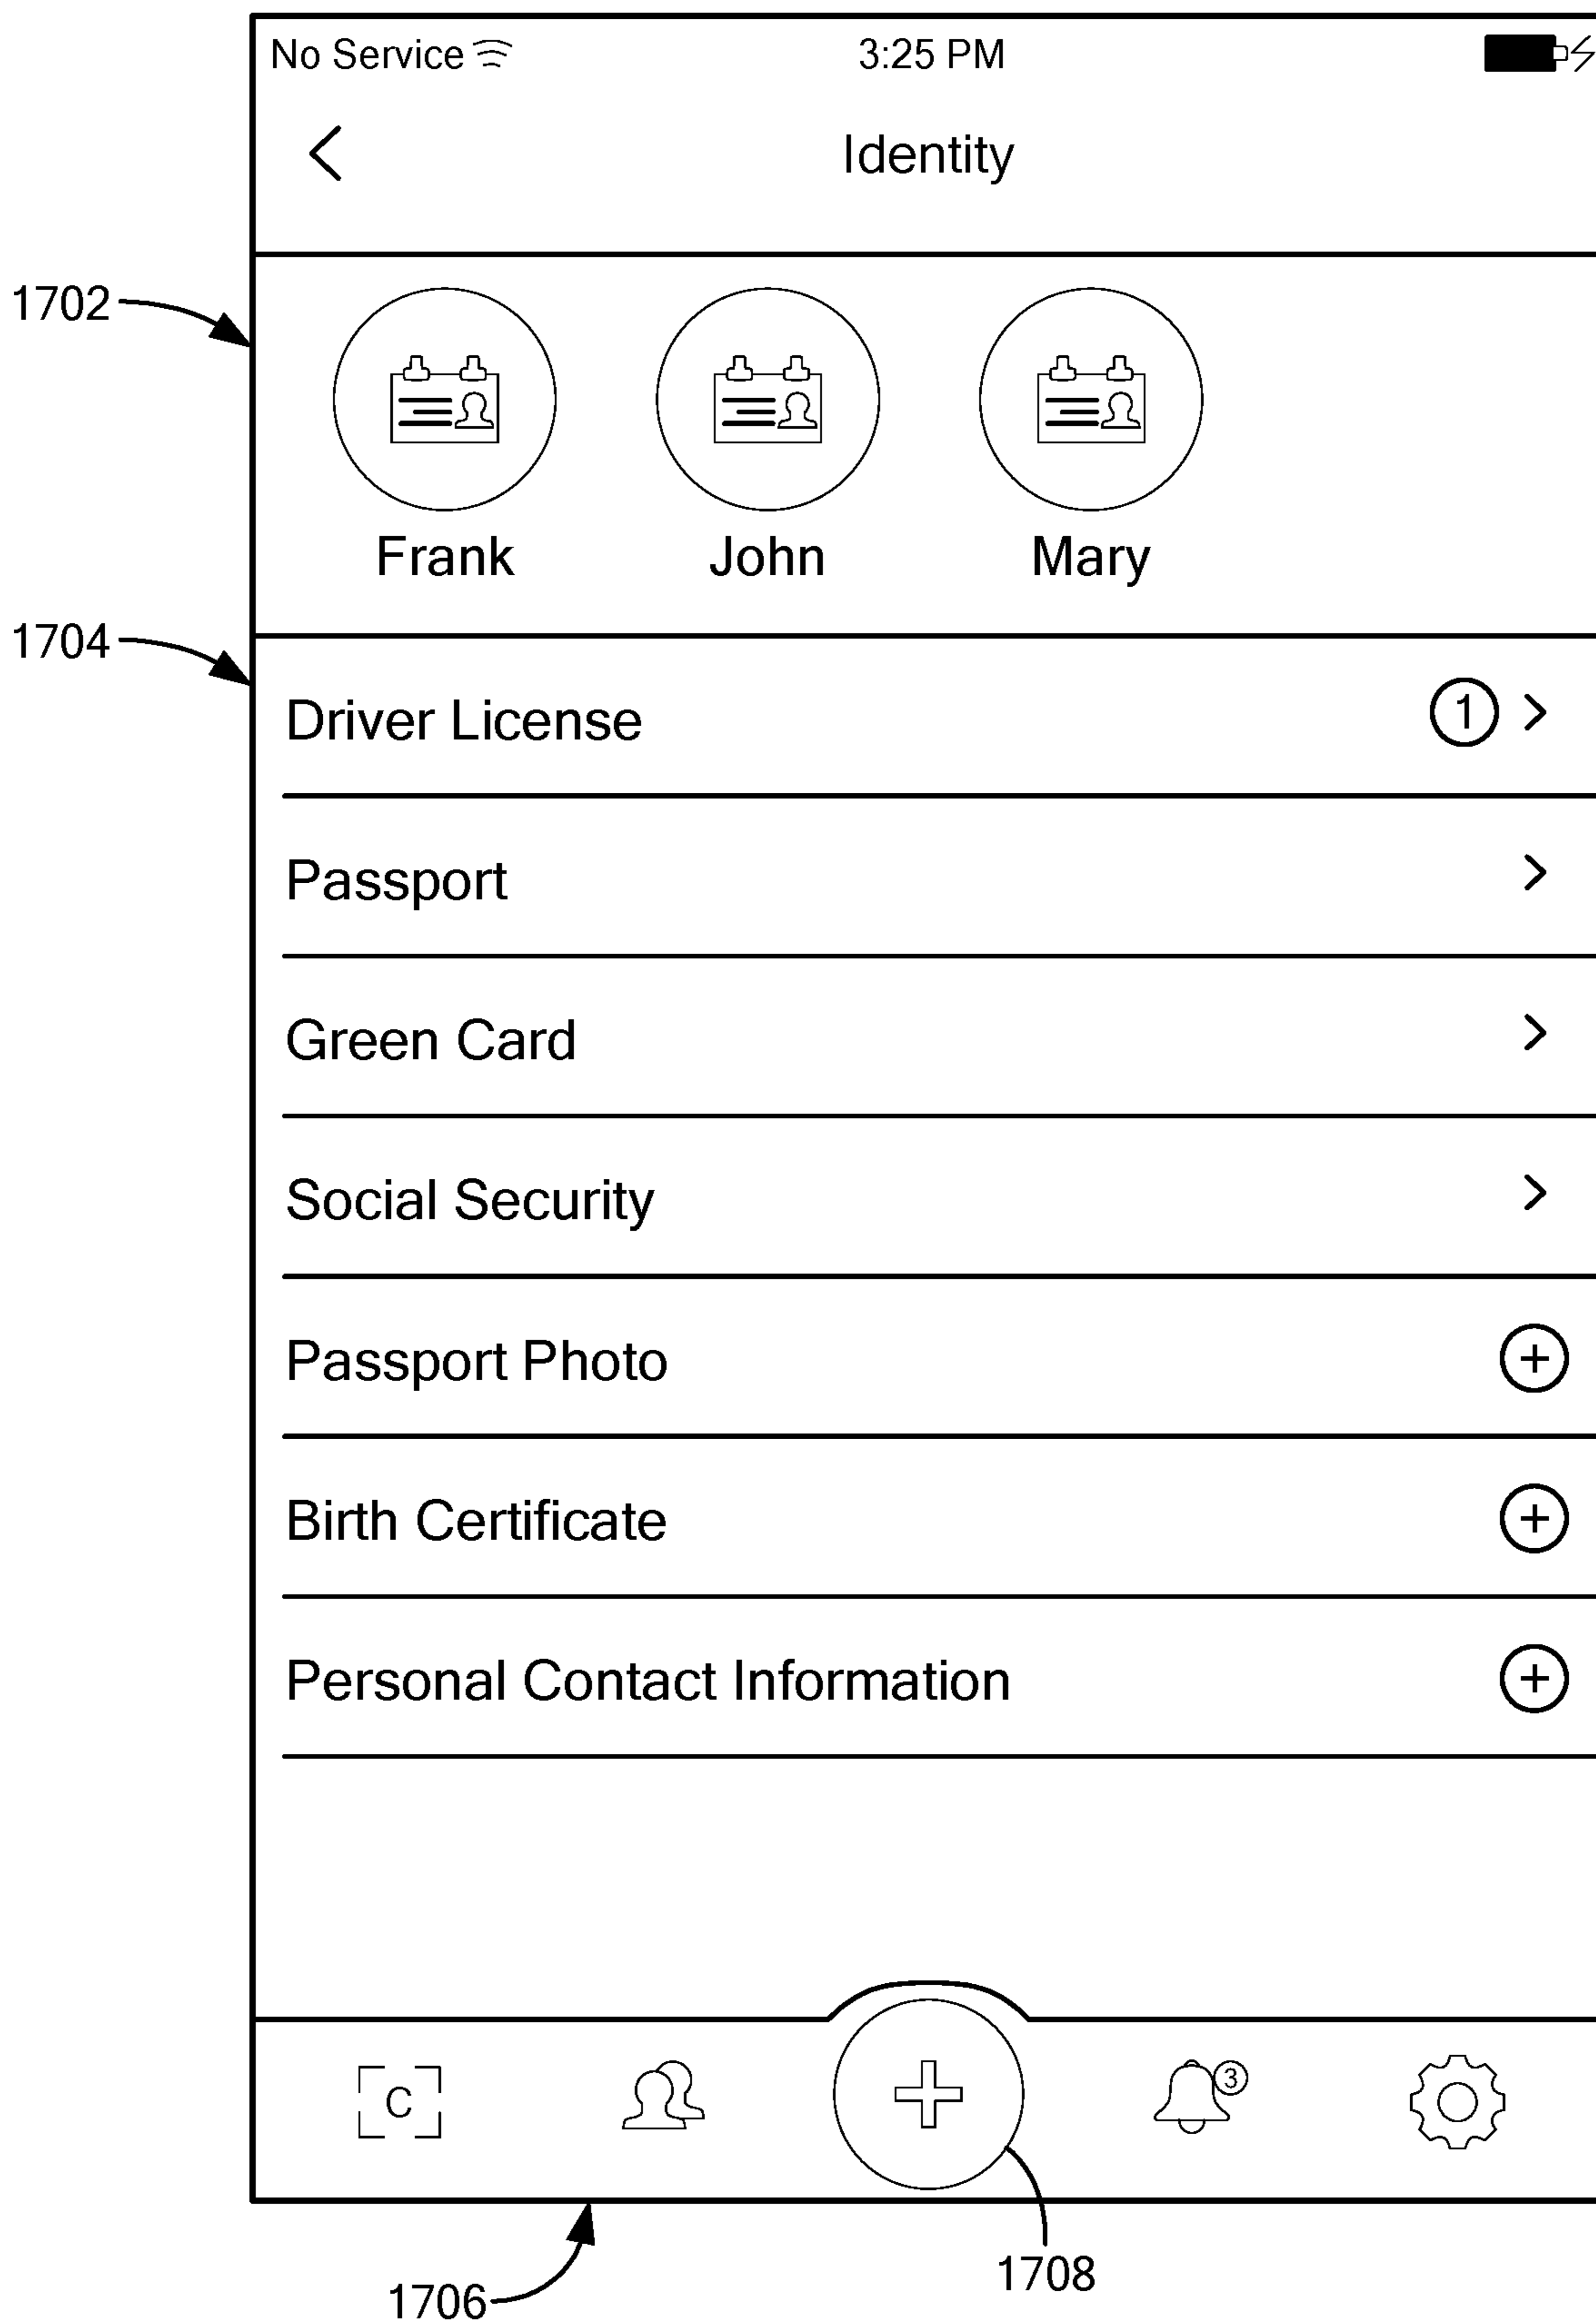 No Service 3:25 PM
Identity
1702
Frank John Mary
1704
Driver License 1
Passport
Green Card
Social Security
Passport Photo
Birth Certificate
Personal Contact Information
C 3
1708
1706